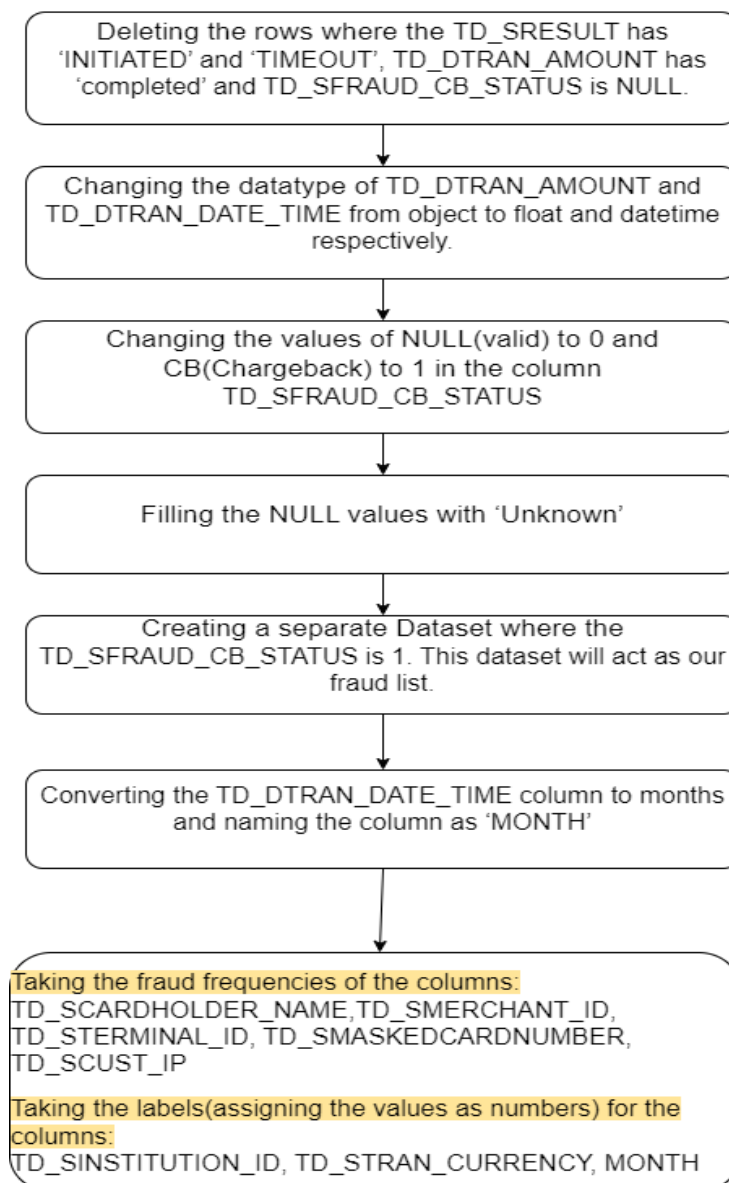 Deleting the rows where the TD_SRESULT has
‘INITIATED’ and ‘TIMEOUT’, TD_DTRAN_AMOUNT has
‘completed’ and TD_SFRAUD_CB_STATUS is NULL.
Changing the datatype of TD_DTRAN_AMOUNT and
TD_DTRAN_DATE_TIME from object to float and datetime
respectively.
Changing the values of NULL(valid) to 0 and
CB(Chargeback) to 1 in the column
TD_SFRAUD_CB_STATUS
Filling the NULL values with ‘Unknown’
Creating a separate Dataset where the
TD_SFRAUD_CB_STATUS is 1. This dataset will act as our
fraud list.
Converting the TD_DTRAN_DATE_TIME column to months
and naming the column as ‘MONTH’
Taking the fraud frequencies of the columns:
TD_SCARDHOLDER_NAME,TD_SMERCHANT_ID,
TD_STERMINAL_ID, TD_SMASKEDCARDNUMBER,
TD_SCUST_IP
Taking the labels(assigning the values as numbers) for the
columns:
TD_SINSTITUTION_ID, TD_STRAN_CURRENCY, MONTH